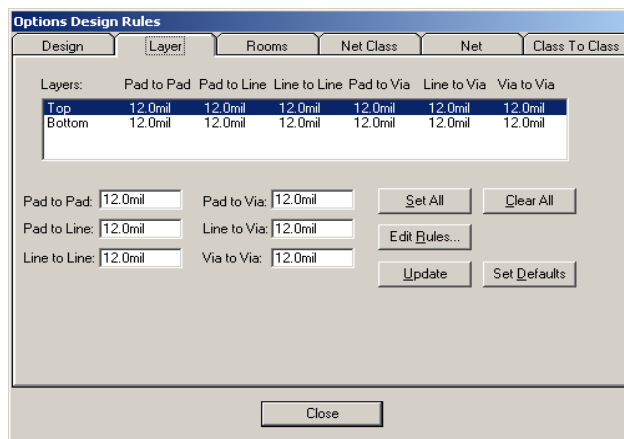 Options Design Rules
Design Layer Rooms Net Class Net Class To Class
Layers: Pad to Pad Pad to Line Line to Line Pad to Via Line to Via Via to Via
Top 12.0mil 12.0mil 12.0mil 12.0mil 12.0mil 12.0mil
Bottom 12.0mil 12.0mil 12.0mil 12.0mil 12.0mil 12.0mil
Pad to Pad: 12.0mil Pad to Via: 12.0mil Set All Clear All
Pad to Line: 12.0mil Line to Via: 12.0mil Edit Rules...
Line to Line: 12.0mil Via to Via: 12.0mil Update Set Defaults
Close